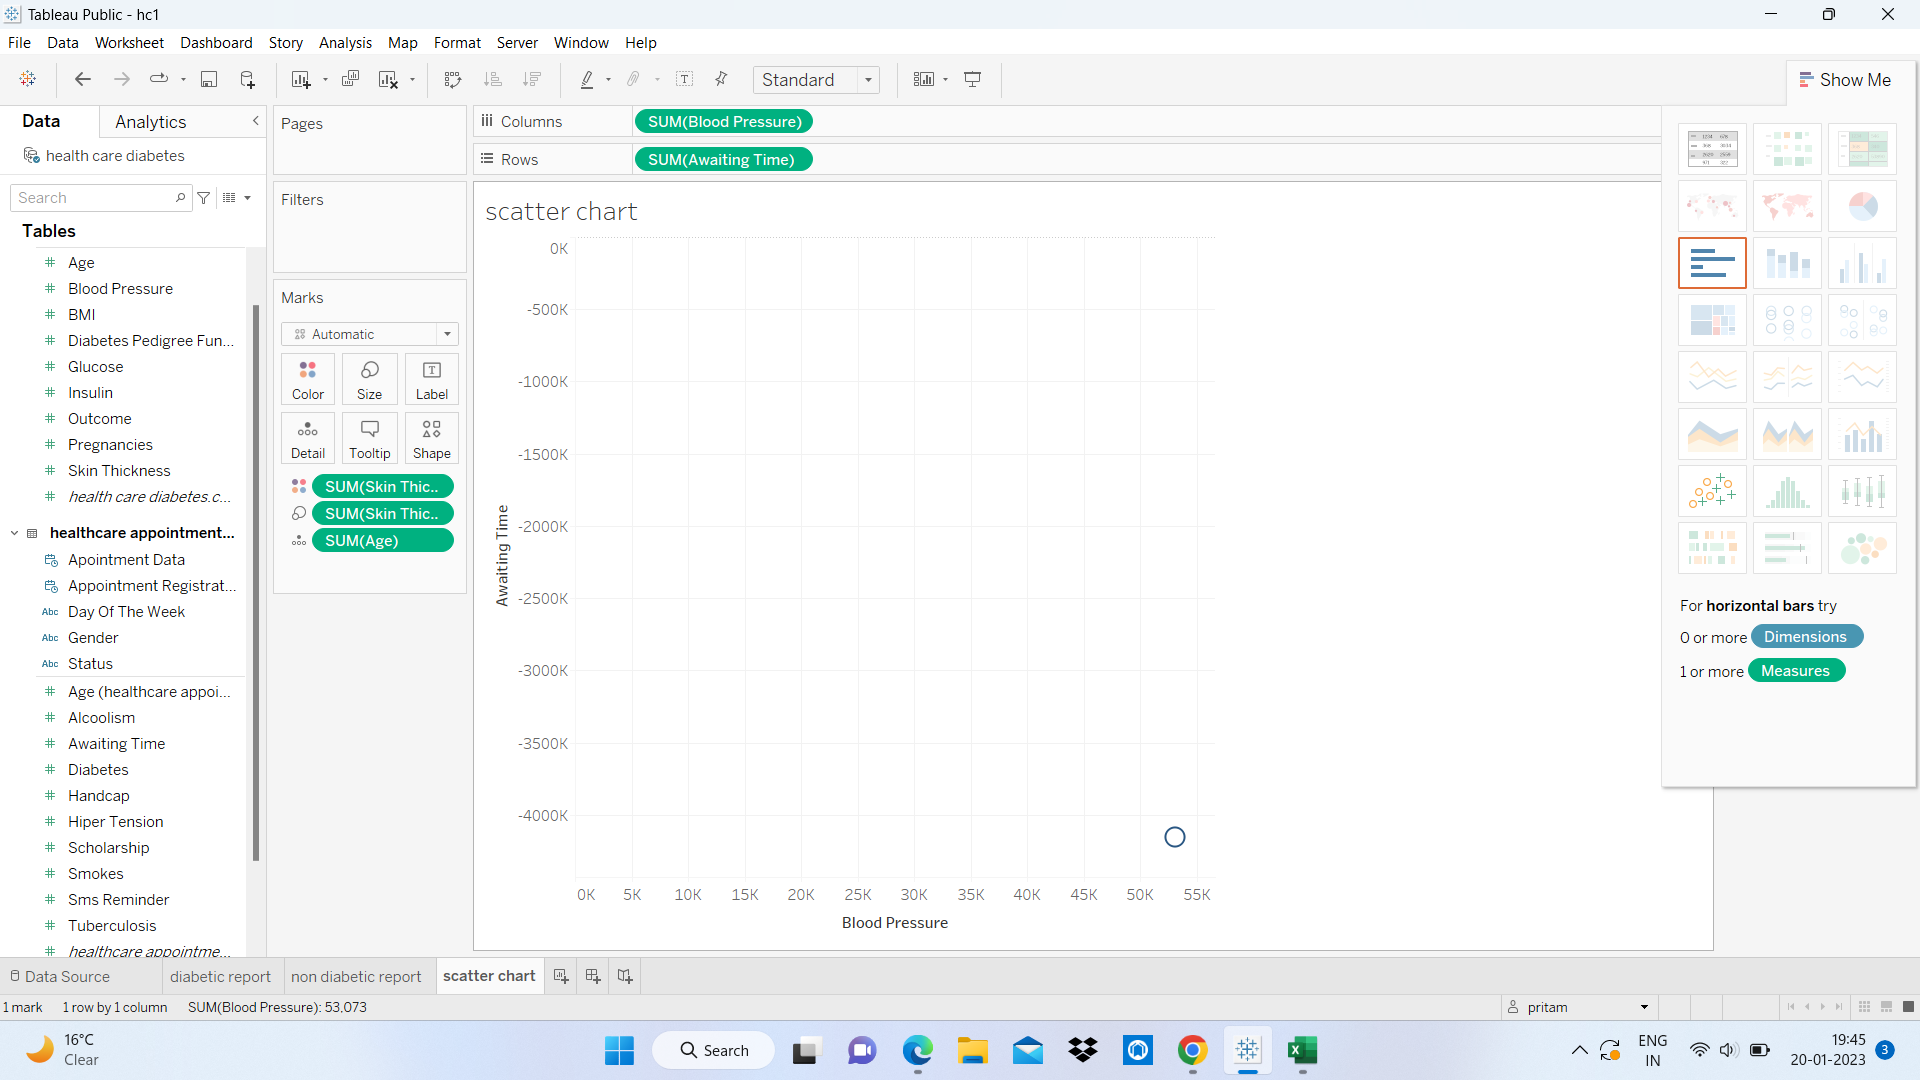 Tableau Public - hc1
File Data Worksheet Dashboard Story Analysis Map Format Server Window Help
Standard
Show Me
Data
Analytics
health care diabetes
Search
Tables
Age
Blood Pressure
BMI
Diabetes Pedigree Fun...
Glucose
Insulin
Outcome
Pregnancies
Skin Thickness
health care diabetes.c...
healthcare appointment...
Apointment Data
Appointment Registrat...
Abc Day Of The Week
Abc Gender
Abc Status
Age (healthcare appoi...
Alcoolism
Awaiting Time
Diabetes
Handcap
Hiper Tension
Scholarship
Smokes
Sms Reminder
Tuberculosis
healthcare appointme...
Pages
Filters
Marks
Automatic
Color
Size
Label
Detail
Tooltip
Shape
SUM(Skin Thic..
SUM(Skin Thic..
SUM(Age)
Columns
SUM(Blood Pressure)
Rows
SUM(Awaiting Time)
scatter chart
0K
-500K
-1000K
-1500K
-2000K
-2500K
-3000K
-3500K
-4000K
Awaiting Time
0K 5K 10K 15K 20K 25K 30K 35K 40K 45K 50K 55K
Blood Pressure
For horizontal bars try
0 or more Dimensions
1 or more Measures
Data Source
diabetic report
non diabetic report
scatter chart
1 mark
1 row by 1 column
SUM(Blood Pressure): 53,073
pritam
16°C
Clear
Search
ENG
IN
19:45
20-01-2023
3